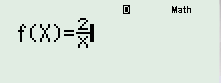 D Math
f(X)=2/X